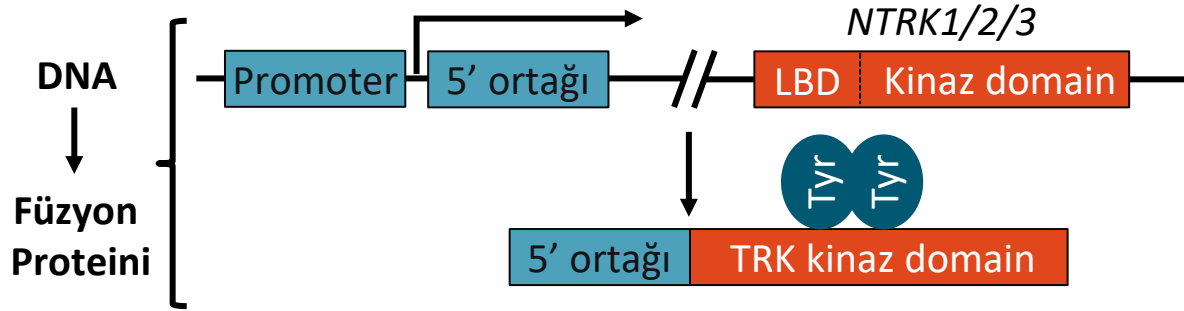 NTRK1/2/3
DNA
Promoter
5’ ortağı
LBD
Kinaz domain
Tyr
Tyr
Füzyon
Proteini
5’ ortağı
TRK kinaz domain